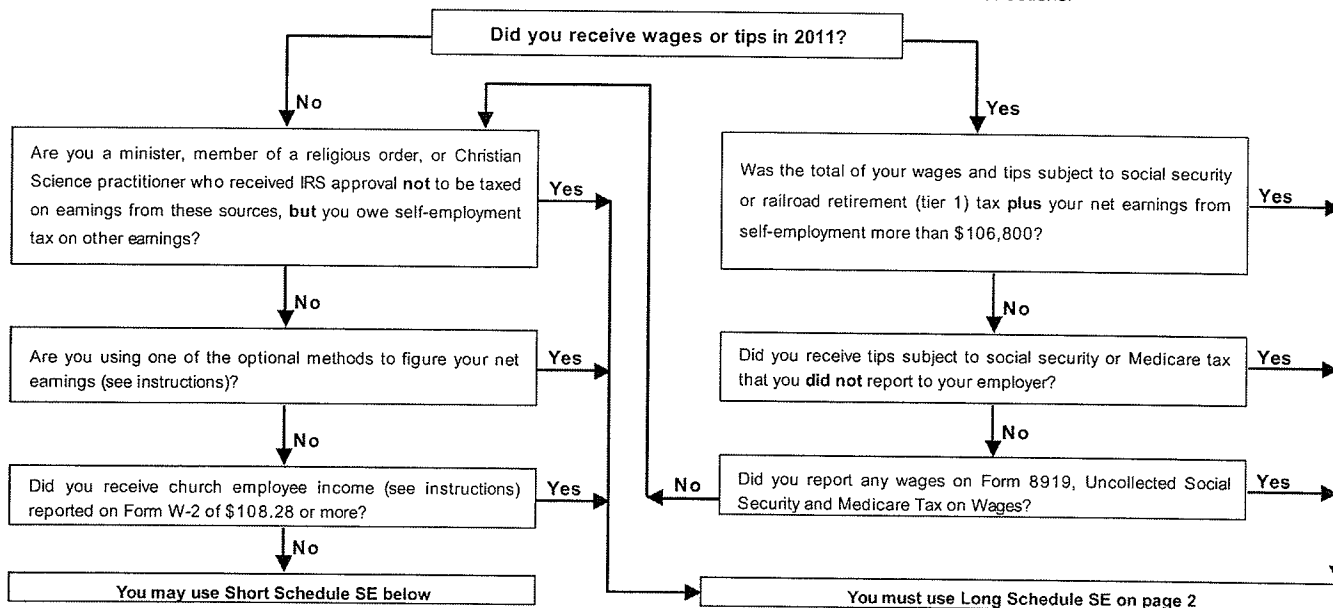 Did you receive wages or tips in 2011?
No
Yes
Are you a minister, member of a religious order, or Christian
Science practitioner who received IRS approval not to be taxed
on earnings from these sources, but you owe self-employment
tax on other earnings?
Yes
Was the total of your wages and tips subject to social security
or railroad retirement (tier 1) tax plus your net earnings from
self-employment more than $106,800?
Yes
No
No
Are you using one of the optional methods to figure your net
earnings (see instructions)?
Yes
Did you receive tips subject to social security or Medicare tax
that you did not report to your employer?
Yes
No
No
Did you receive church employee income (see instructions)
reported on Form W-2 of $108.28 or more?
Yes
No
Did you report any wages on Form 8919, Uncollected Social
Security and Medicare Tax on Wages?
Yes
No
You may use Short Schedule SE below
You must use Long Schedule SE on page 2